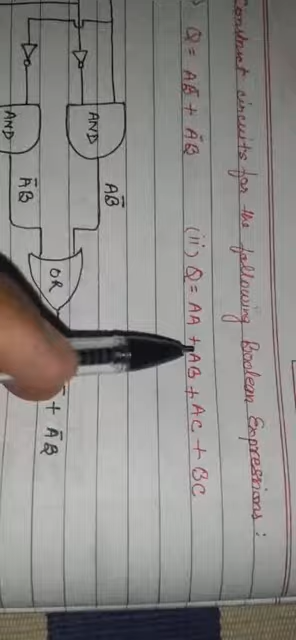 Construct circuits for the following Boolean Expressions:
Q = AB̄ + ĀB (ii) Q = AA + AB + AC + BC
AND
AB̄
AND
ĀB
OR
+ ĀB